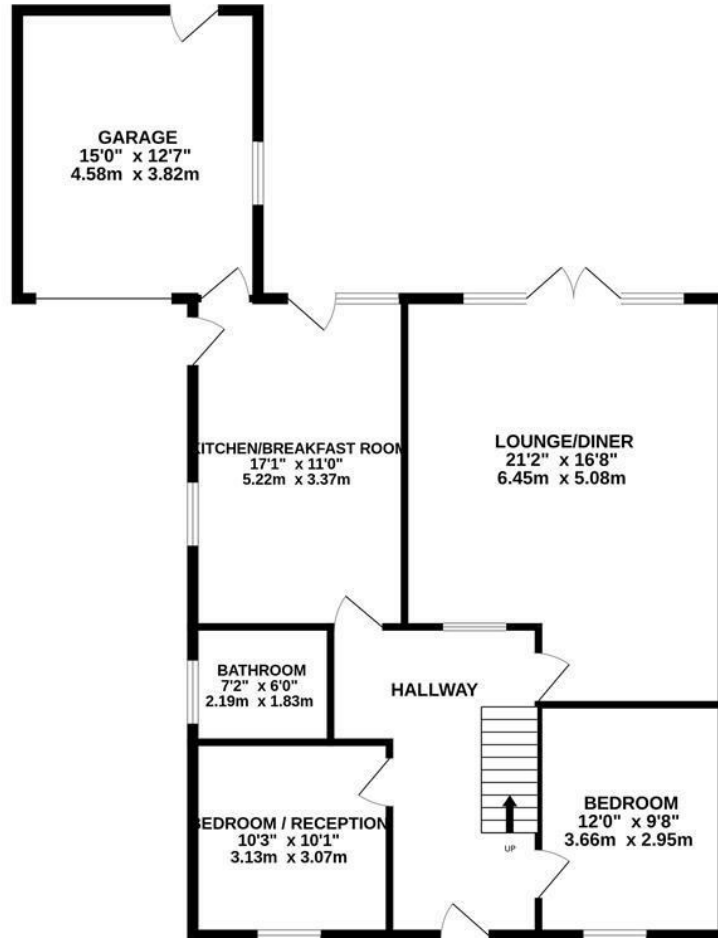 GARAGE
15'0" x 12'7"
4.58m x 3.82m
KITCHEN/BREAKFAST ROOM
17'1" x 11'0"
5.22m x 3.37m
LOUNGE/DINER
21'2" x 16'8"
6.45m x 5.08m
BATHROOM
7'2" x 6'0"
2.19m x 1.83m
HALLWAY
BEDROOM / RECEPTION
10'3" x 10'1"
3.13m x 3.07m
UP
BEDROOM
12'0" x 9'8"
3.66m x 2.95m